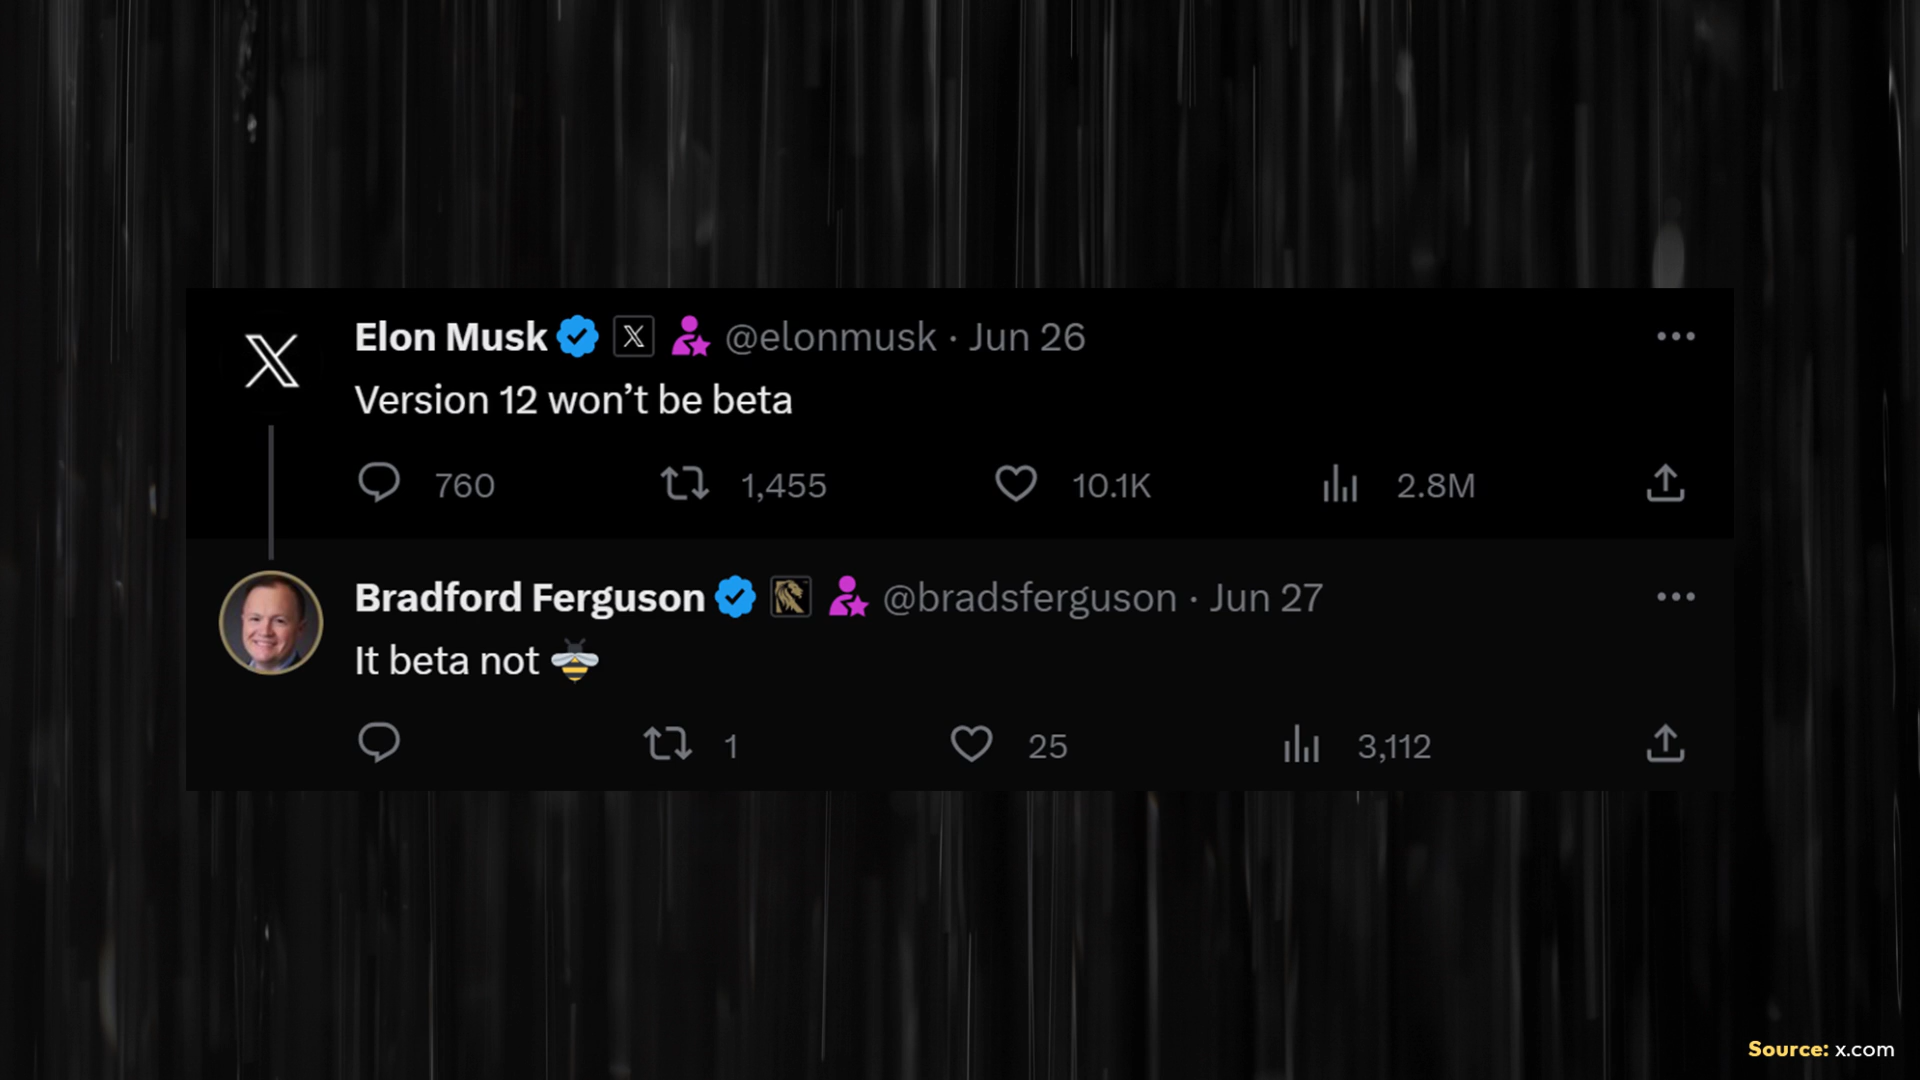 Elon Musk @elonmusk · Jun 26
Version 12 won’t be beta
760 1,455 10.1K 2.8M
Bradford Ferguson @bradsferguson · Jun 27
It beta not 🐝
1 25 3,112
Source: x.com